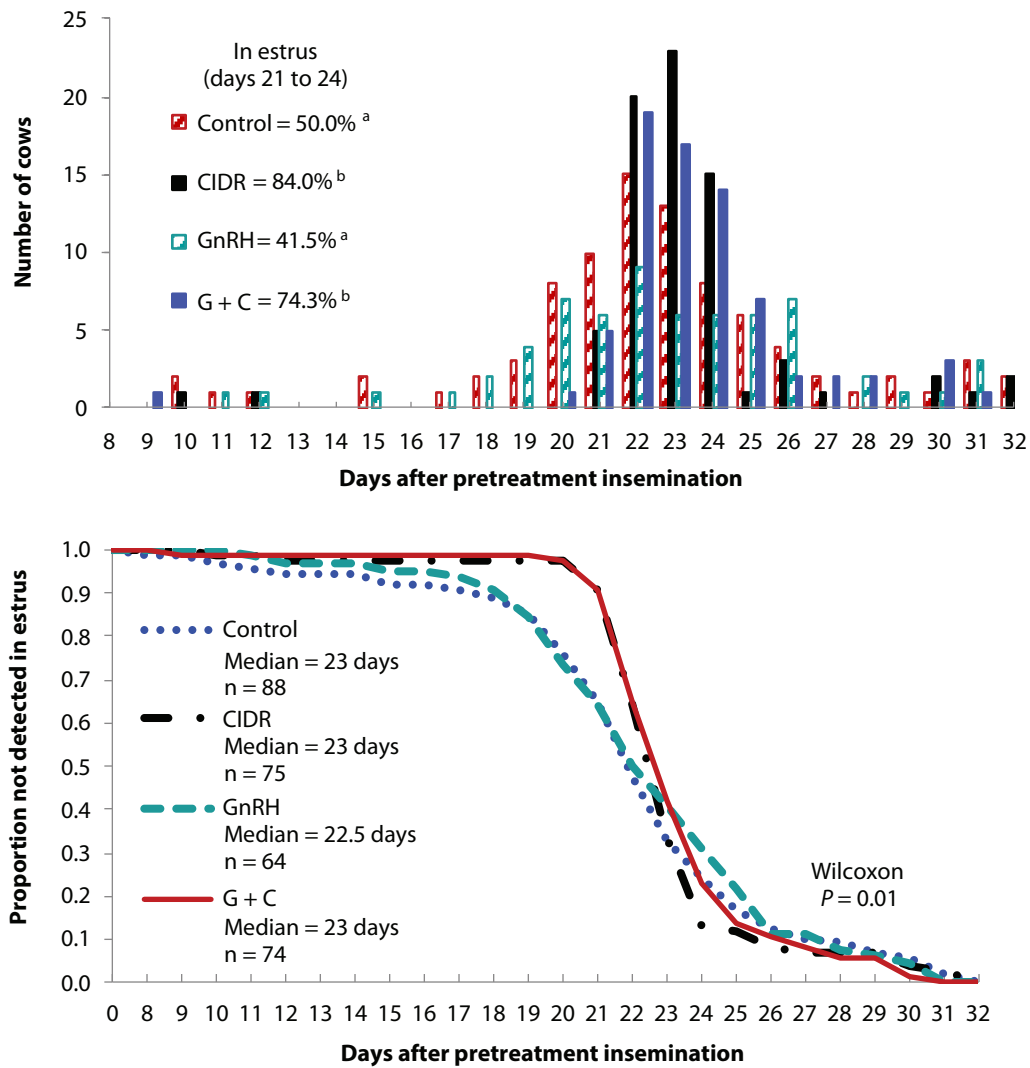 25
20
15
10
5
0
Number of cows
In estrus
(days 21 to 24)
Control = 50.0% a
CIDR = 84.0% b
GnRH = 41.5% a
G + C = 74.3% b
8 9 10 11 12 13 14 15 16 17 18 19 20 21 22 23 24 25 26 27 28 29 30 31 32
Days after pretreatment insemination
1.0
0.9
0.8
0.7
0.6
0.5
0.4
0.3
0.2
0.1
0.0
Proportion not detected in estrus
Control
Median = 23 days
n = 88
CIDR
Median = 23 days
n = 75
GnRH
Median = 22.5 days
n = 64
G + C
Median = 23 days
n = 74
Wilcoxon
P = 0.01
0 8 9 10 11 12 13 14 15 16 17 18 19 20 21 22 23 24 25 26 27 28 29 30 31 32
Days after pretreatment insemination